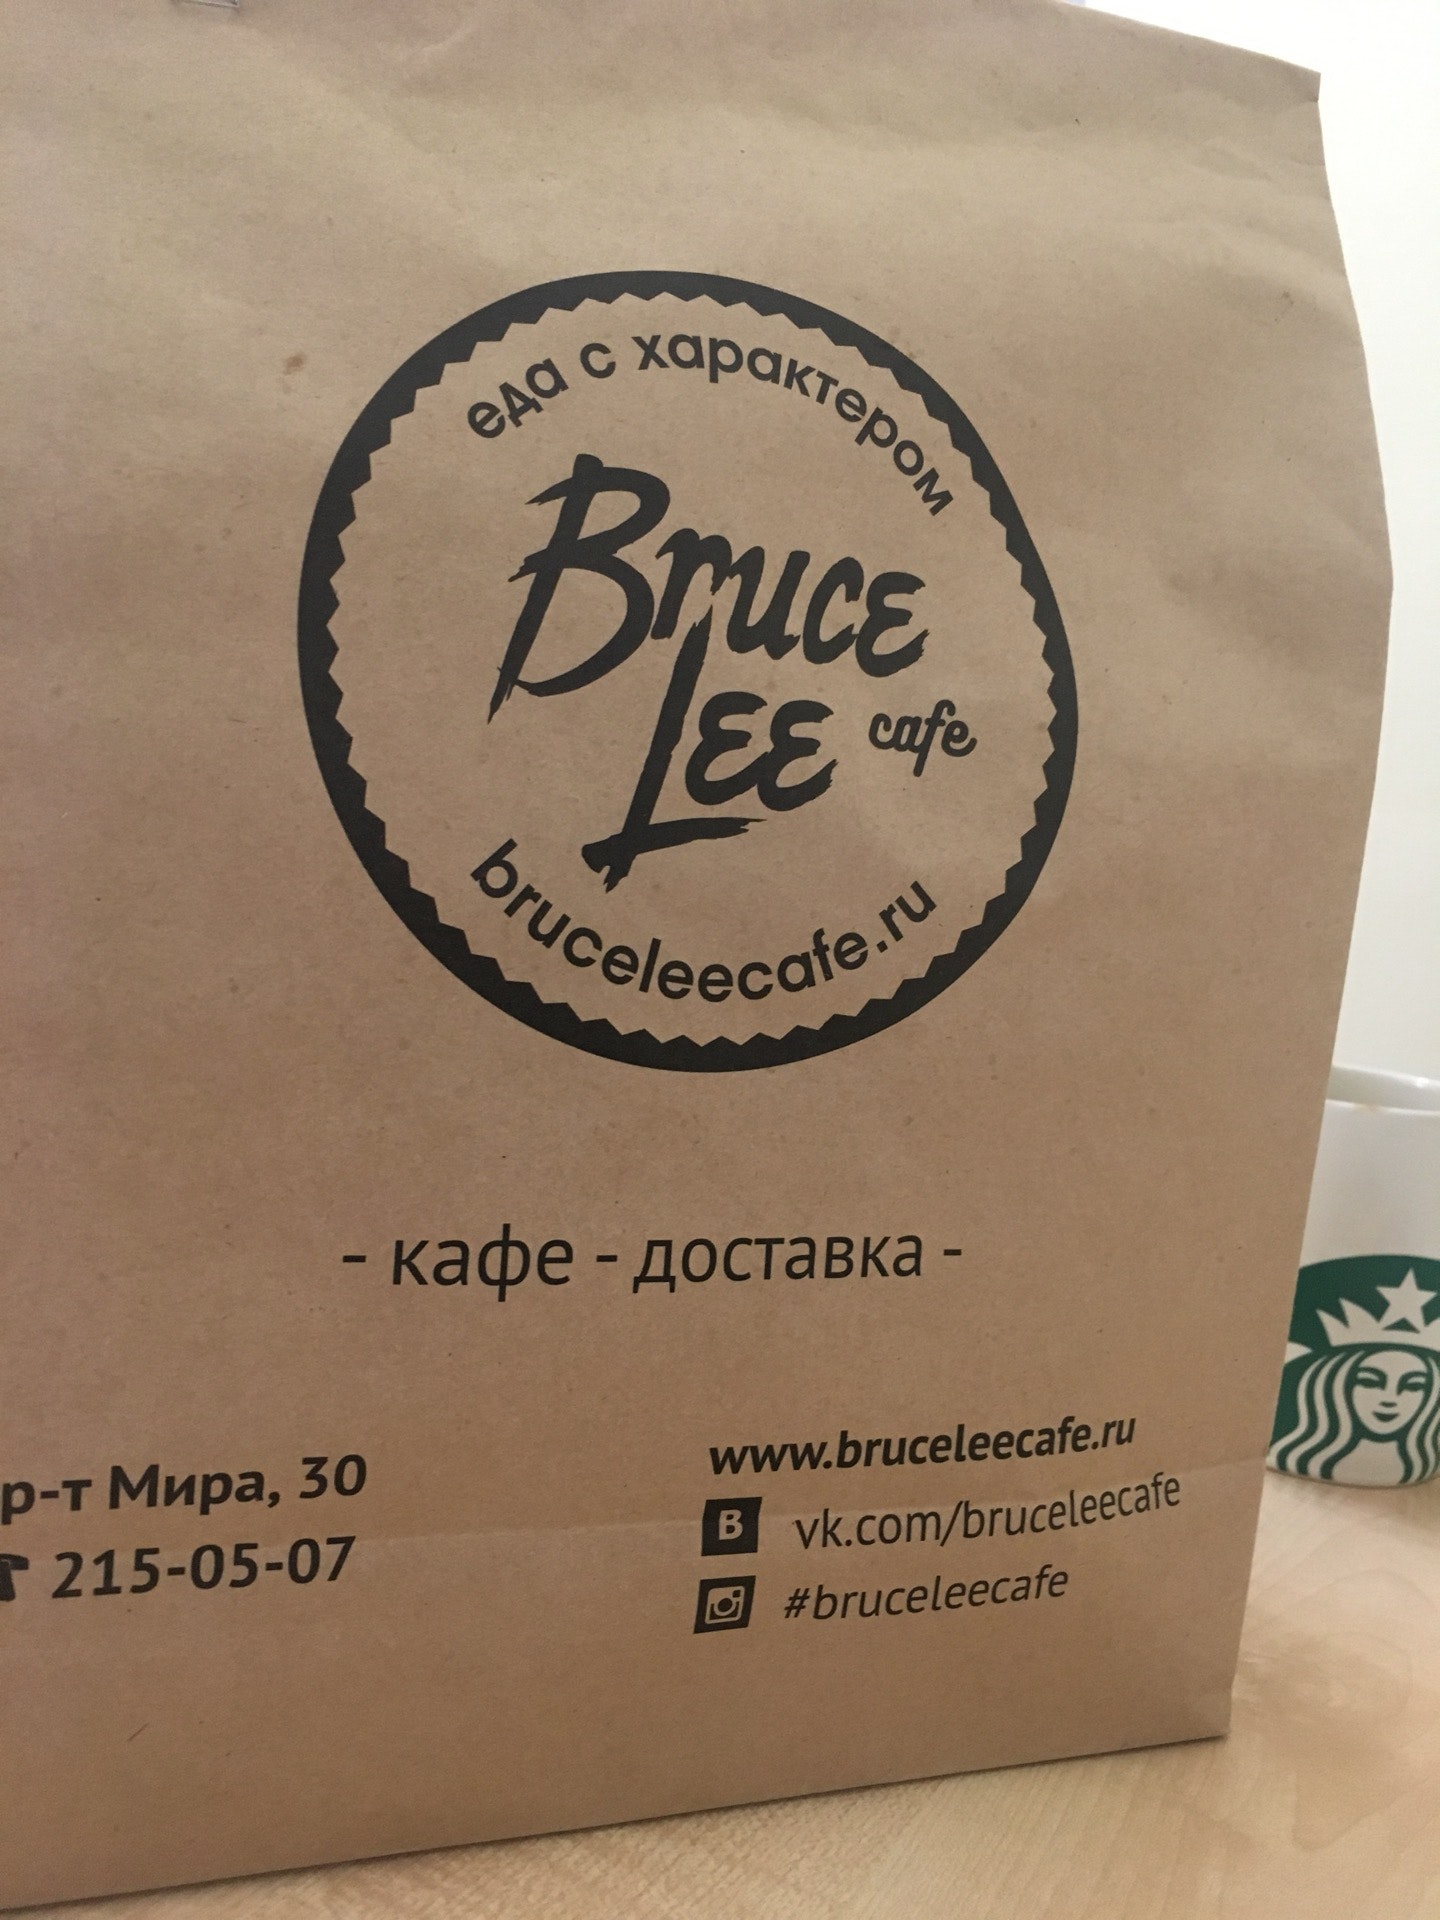 еда с характером
Bruce
Lee cafe
bruceleecafe.ru
- кафе - доставка -
р-т Мира, 30
215-05-07
www.bruceleecafe.ru
B vk.com/bruceleecafe
#bruceleecafe